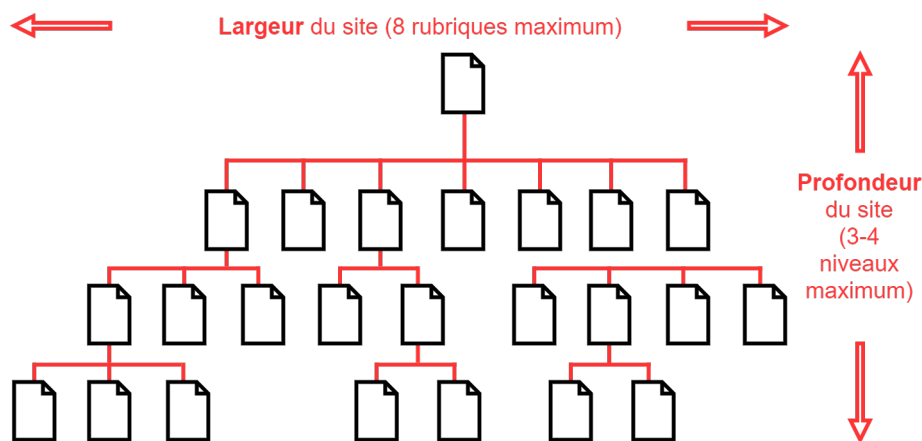 Largeur du site (8 rubriques maximum)
Profondeur
du site
(3-4
niveaux
maximum)